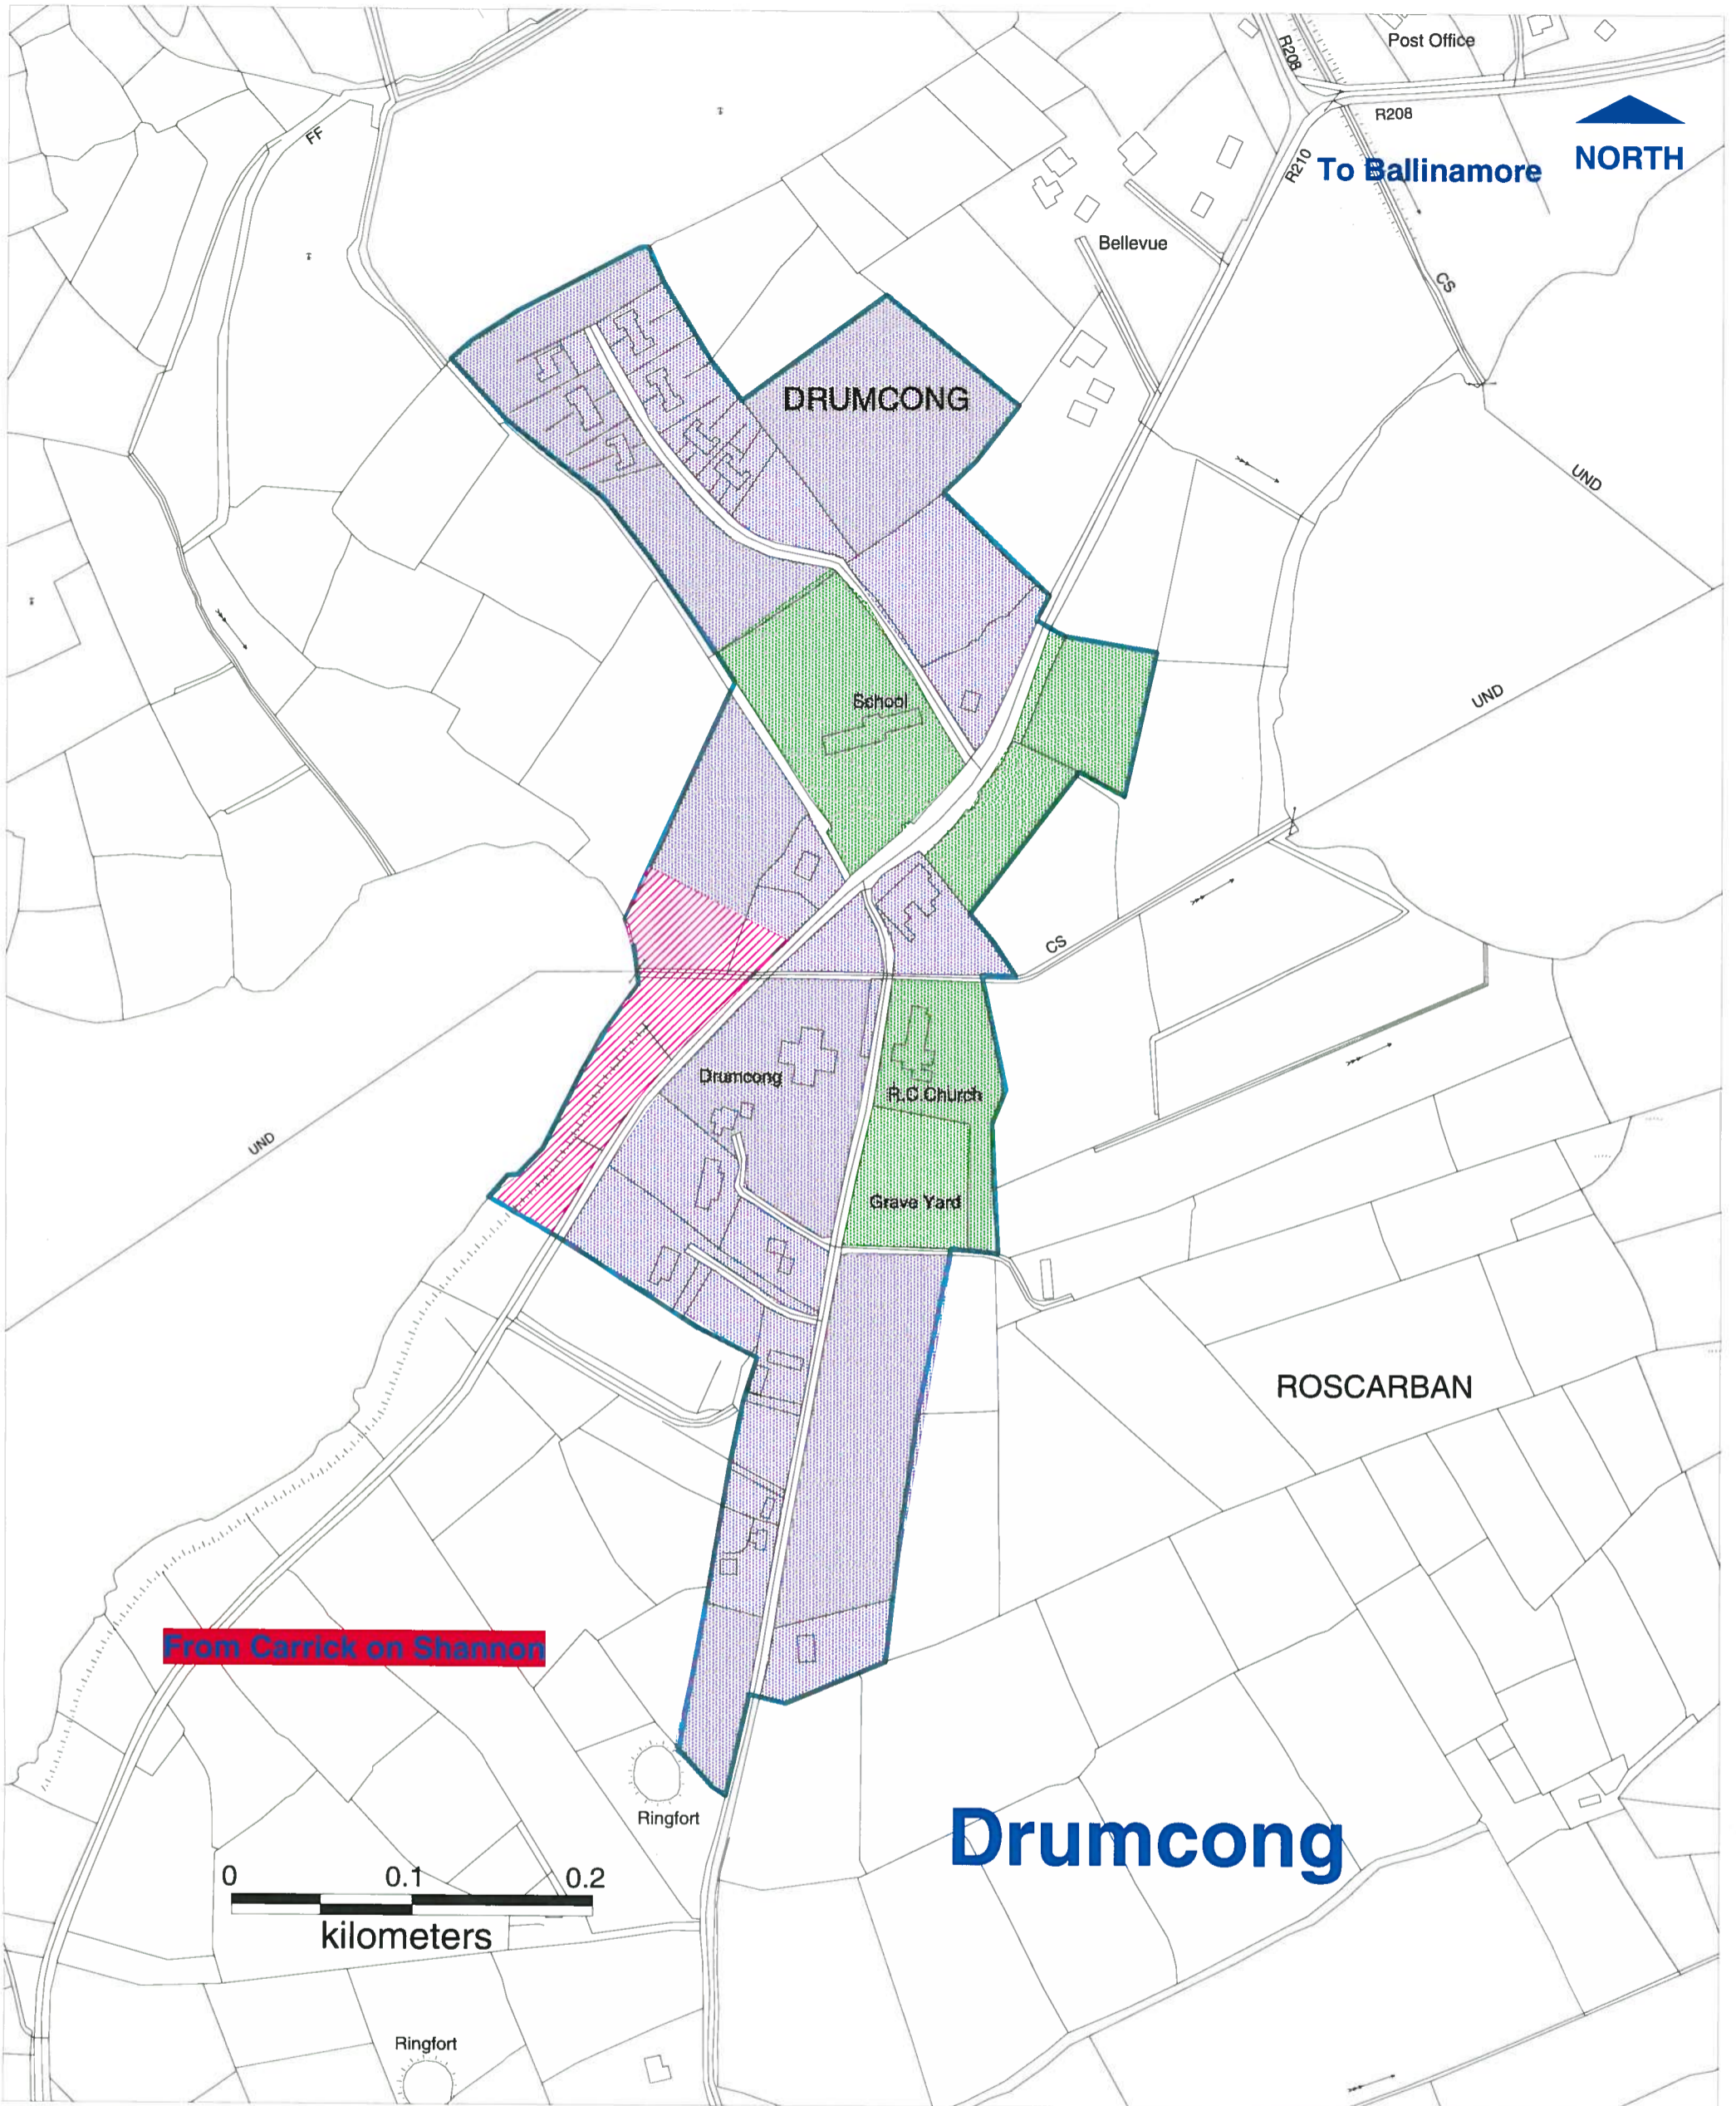 Post Office
R208
R208
FF
R210
To Ballinamore
NORTH
Bellevue
CS
DRUMCONG
UND
School
UND
CS
Drumcong
R.C.Church
UND
Grave Yard
ROSCARBAN
From Carrick on Shannon
Ringfort
Drumcong
0 0.1 0.2
kilometers
Ringfort